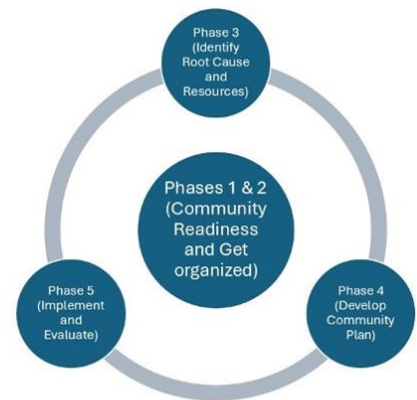 Phase 3
(Identify
Root Cause
and
Resources)
Phases 1 & 2
(Community
Readiness
and Get
organized)
Phase 5
(Implement
and
Evaluate)
Phase 4
(Develop
Community
Plan)